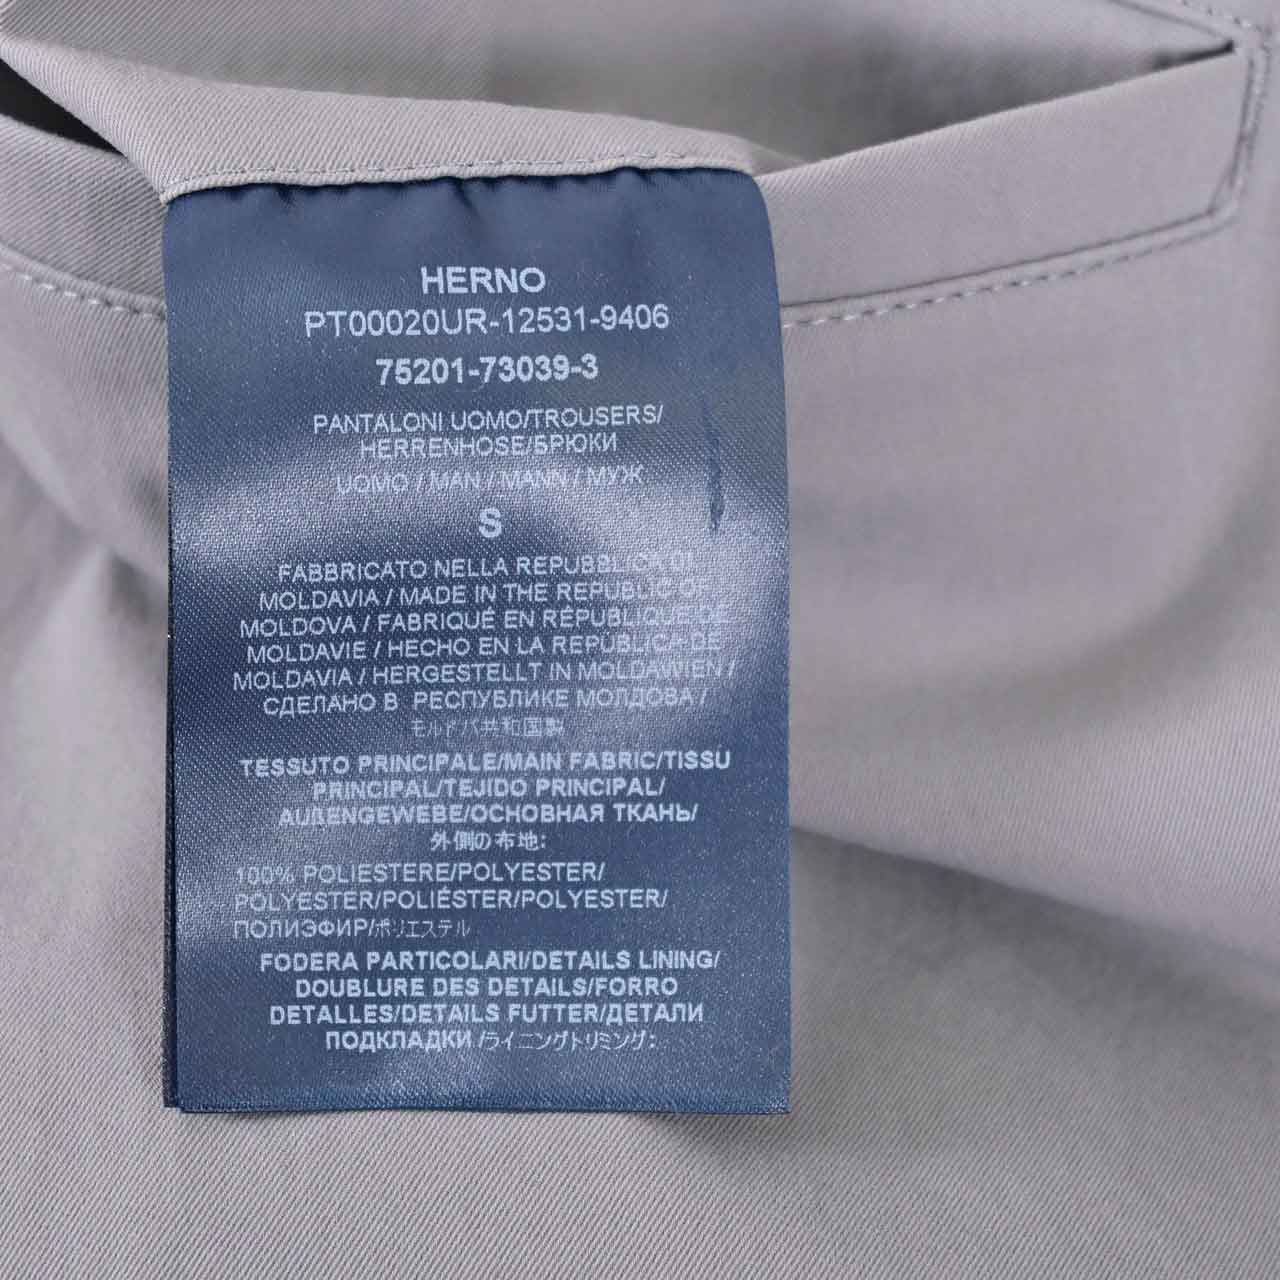 HERNO
PT00020UR-12531-9406
75201-73039-3
PANTALONI UOMO/TROUSERS/
HERRENHOSE/БРЮКИ
UOMO / MAN / MANN / МУЖ
S
FABBRICATO NELLA REPUBBLICA DI
MOLDAVIA / MADE IN THE REPUBLIC OF
MOLDOVA / FABRIQUÉ EN RÉPUBLIQUE DE
MOLDAVIE / HECHO EN LA REPÚBLICA DE
MOLDAVIA / HERGESTELLT IN MOLDAWIEN /
СДЕЛАНО В РЕСПУБЛИКЕ МОЛДОВА /
モルドバ共和国製
TESSUTO PRINCIPALE/MAIN FABRIC/TISSU
PRINCIPAL/TEJIDO PRINCIPAL/
AUßENGEWEBE/ОСНОВНАЯ ТКАНЬ/
外側の布地:
100% POLIESTERE/POLYESTER/
POLYESTER/POLIÉSTER/POLYESTER/
ПОЛИЭФИР/ポリエステル
FODERA PARTICOLARI/DETAILS LINING/
DOUBLURE DES DETAILS/FORRO
DETALLES/DETAILS FUTTER/ДЕТАЛИ
ПОДКЛАДКИ /ライニングトリミング: